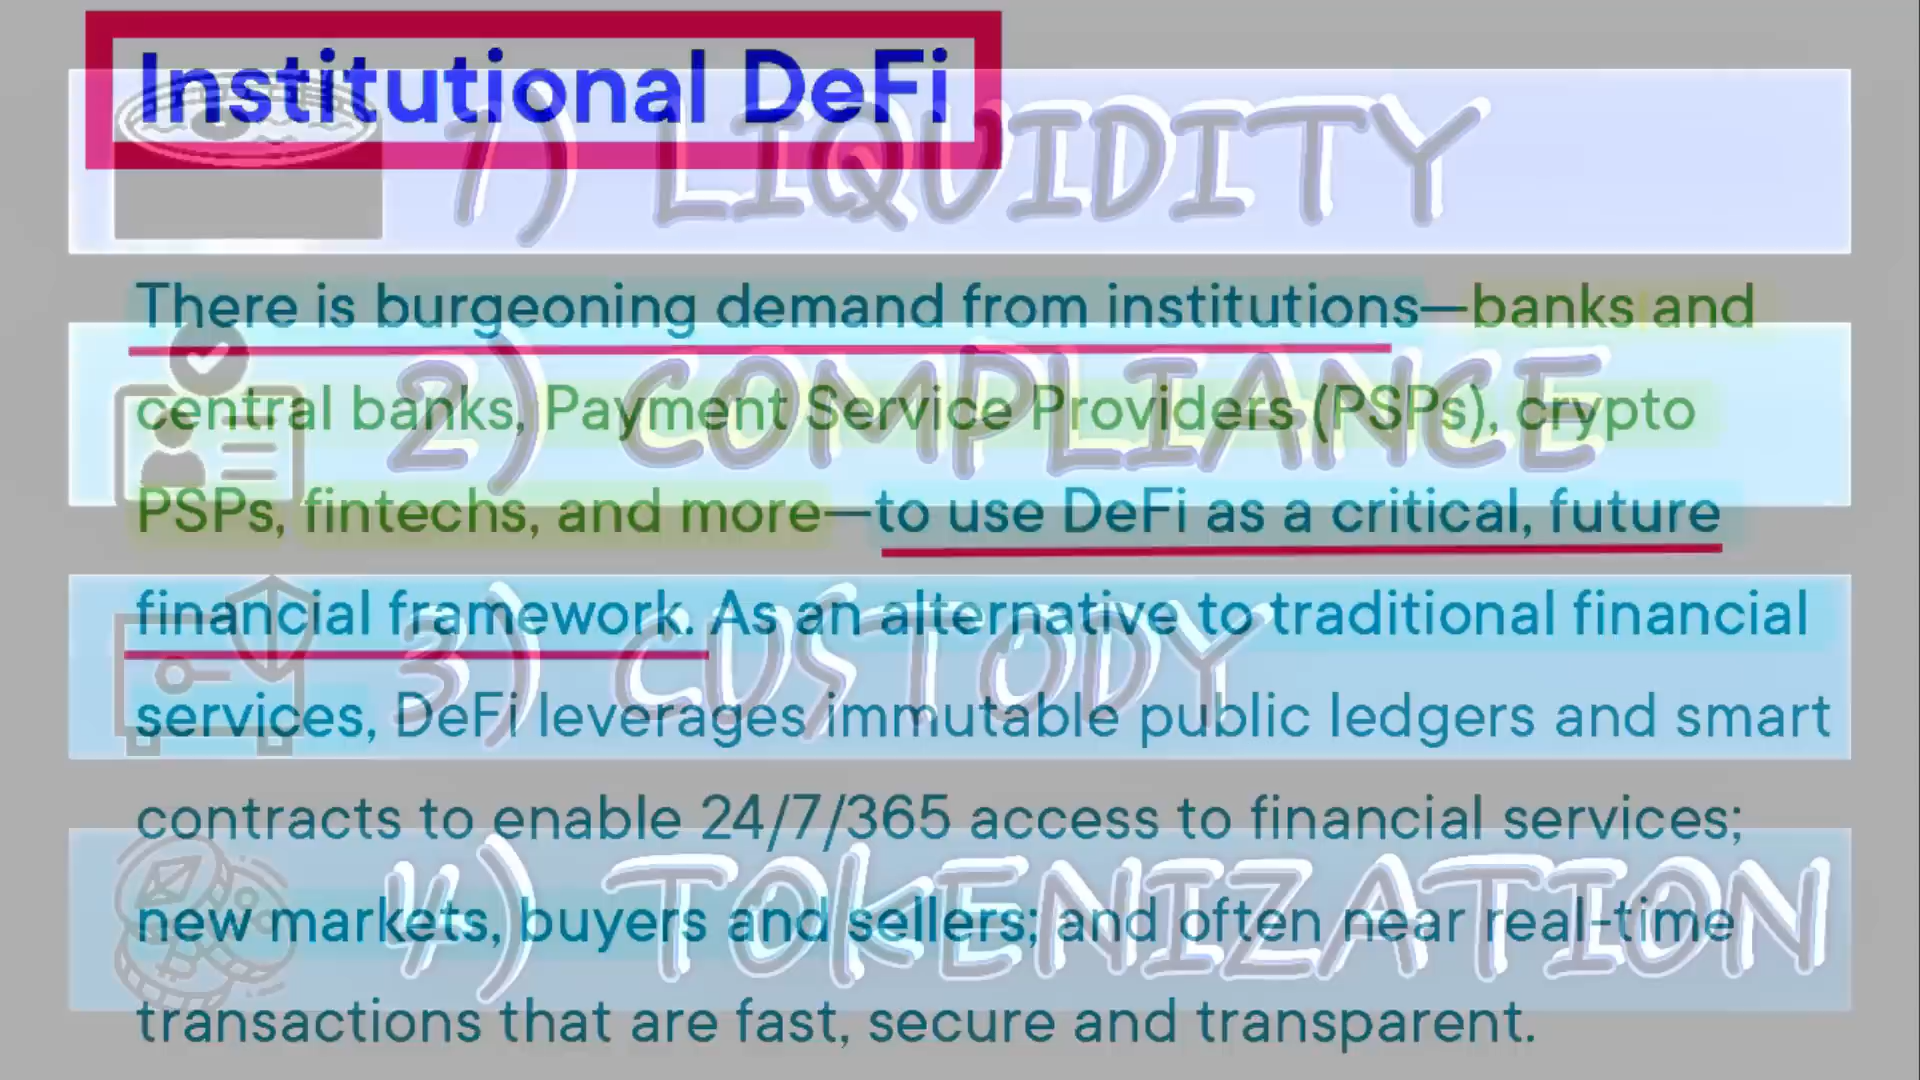 Institutional DeFi
1) LIQUIDITY
There is burgeoning demand from institutions—banks and
2) COMPLIANCE
central banks, Payment Service Providers (PSPs), crypto
PSPs, fintechs, and more—to use DeFi as a critical, future
financial framework. As an alternative to traditional financial
3) CUSTODY
services, DeFi leverages immutable public ledgers and smart
contracts to enable 24/7/365 access to financial services;
new markets, buyers and sellers; and often near real-time
4) TOKENIZATION
transactions that are fast, secure and transparent.